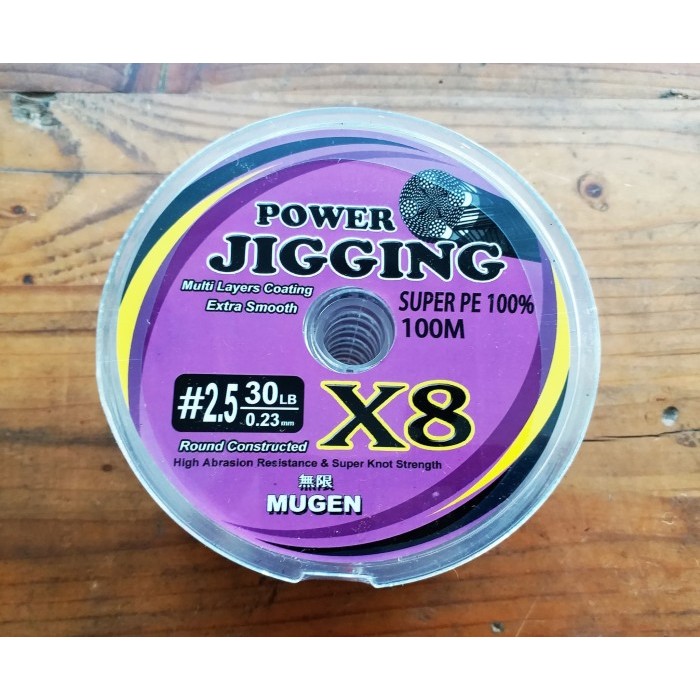 POWER
JIGGING
Multi Layers Coating
Extra Smooth
SUPER PE 100%
100M
#2.5 30LB
0.23mm
X8
Round Constructed
High Abrasion Resistance & Super Knot Strength
無限
MUGEN